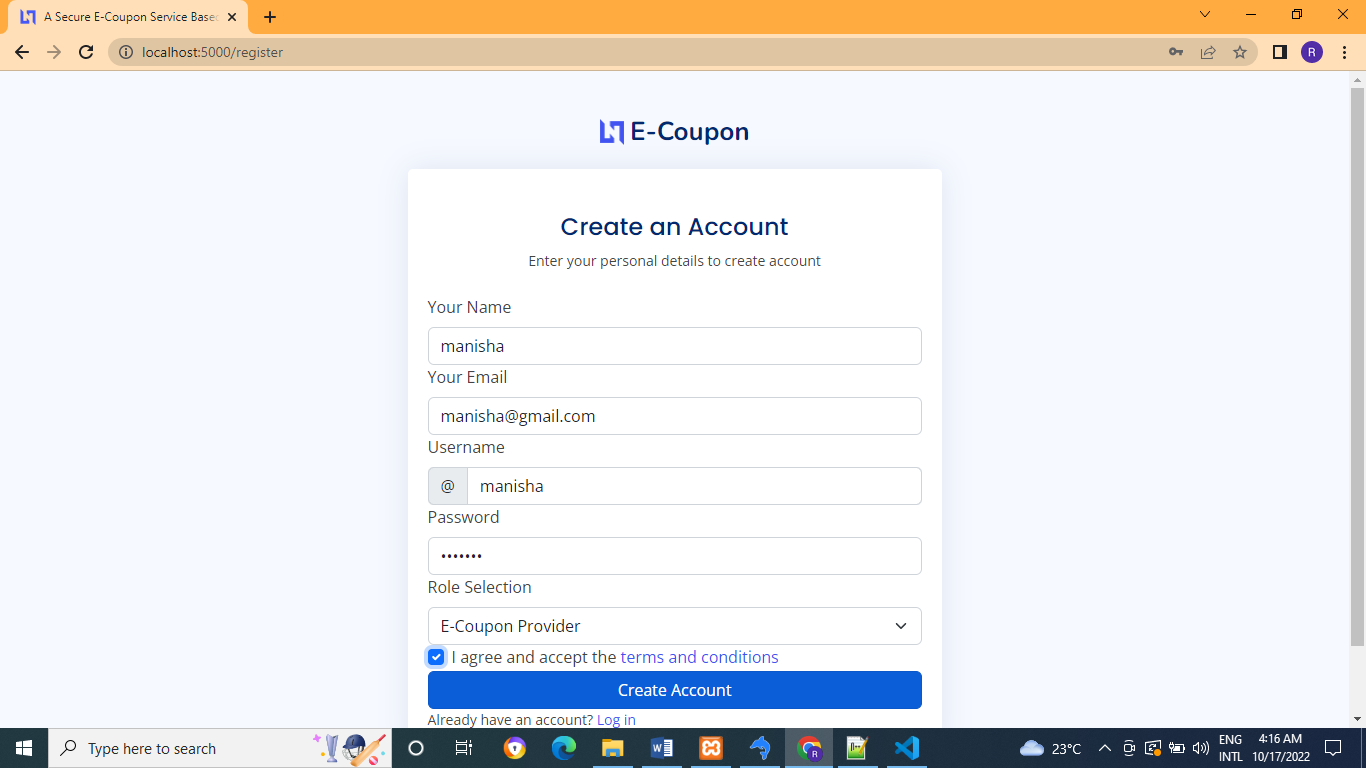 A Secure E-Coupon Service Based
localhost:5000/register
R
E-Coupon
Create an Account
Enter your personal details to create account
Your Name
manisha
Your Email
manisha@gmail.com
Username
@ manisha
Password
•••••••
Role Selection
E-Coupon Provider
I agree and accept the terms and conditions
Create Account
Already have an account? Log in
Type here to search
R
23°C
ENG
INTL
4:16 AM
10/17/2022